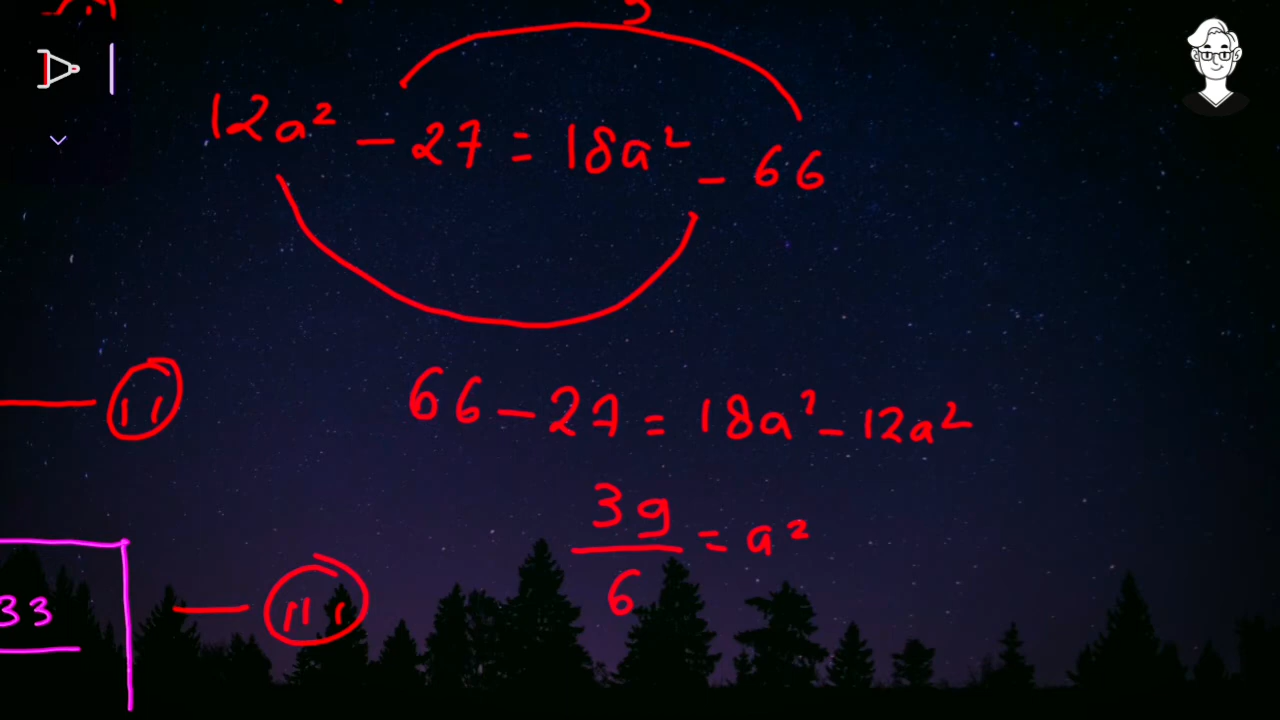 12a² - 27 = 18a² - 66
11
66 - 27 = 18a² - 12a²
39/6 = a²
33
111